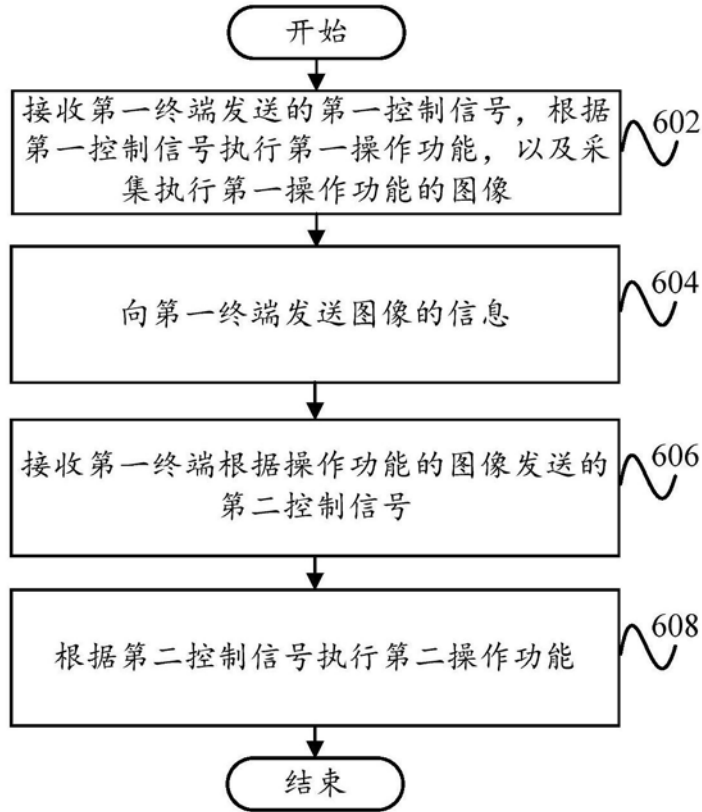 开始
接收第一终端发送的第一控制信号，根据
第一控制信号执行第一操作功能，以及采
集执行第一操作功能的图像
602
向第一终端发送图像的信息
604
接收第一终端根据操作功能的图像发送的
第二控制信号
606
根据第二控制信号执行第二操作功能
608
结束